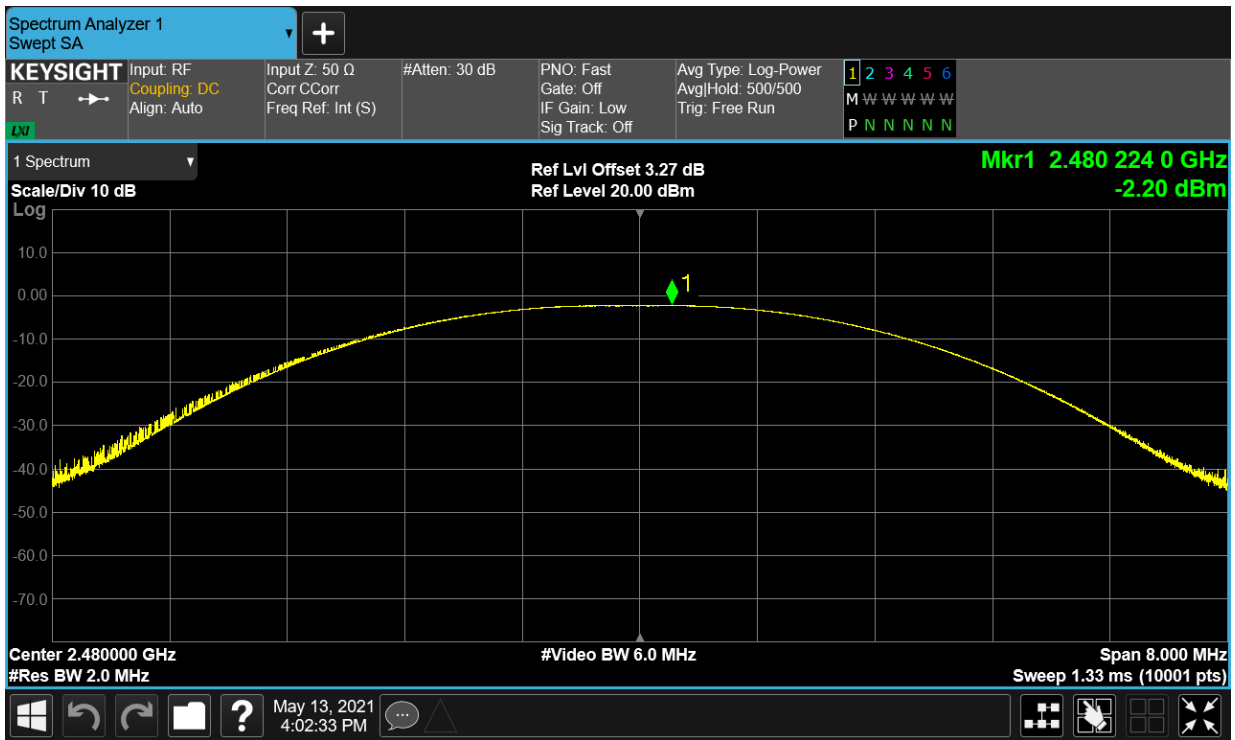 Spectrum Analyzer 1
Swept SA
KEYSIGHT
R T
LXI
Input: RF
Coupling: DC
Align: Auto
Input Z: 50 Ω
Corr CCorr
Freq Ref: Int (S)
#Atten: 30 dB
PNO: Fast
Gate: Off
IF Gain: Low
Sig Track: Off
Avg Type: Log-Power
Avg|Hold: 500/500
Trig: Free Run
1 2 3 4 5 6
M W W W W W
P N N N N N
1 Spectrum
Scale/Div 10 dB
Log
Ref Lvl Offset 3.27 dB
Ref Level 20.00 dBm
Mkr1 2.480 224 0 GHz
-2.20 dBm
10.0
0.00
-10.0
-20.0
-30.0
-40.0
-50.0
-60.0
-70.0
1
Center 2.480000 GHz
#Res BW 2.0 MHz
#Video BW 6.0 MHz
Span 8.000 MHz
Sweep 1.33 ms (10001 pts)
?
May 13, 2021
4:02:33 PM